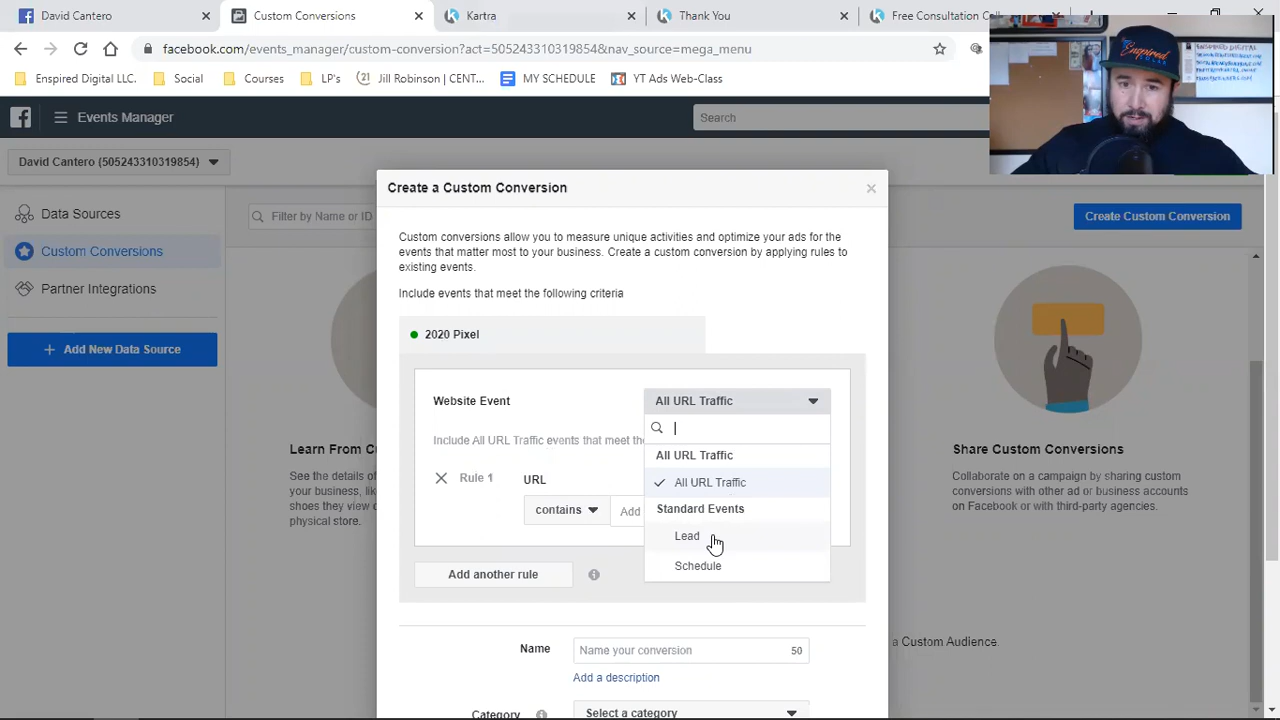 David Cantero
Custom Conversions
Kartra
Thank You
Free Consultation Col
facebook.com/events_manager/custom-conversion?act=505243310319854&nav_source=mega_menu
Enspired Digital LLC.
Social
Courses
LP's
Jill Robinson | CENT...
SCHEDULE
YT Ads Web-Class
Enspired
Events Manager
Search
David Cantero (505243310319854)
Create a Custom Conversion
Data Sources
Filter by Name or ID
Create Custom Conversion
Custom Conversions
Partner Integrations
Add New Data Source
Custom conversions allow you to measure unique activities and optimize your ads for the
events that matter most to your business. Create a custom conversion by applying rules to
existing events.
Include events that meet the following criteria
2020 Pixel
Website Event
All URL Traffic
Include All URL Traffic events that meet the
All URL Traffic
All URL Traffic
Rule 1
URL
Standard Events
contains
Add
Lead
Schedule
Add another rule
Name
Name your conversion
50
Add a description
Category
Select a category
Learn From C
See the details of
your business, like
shoes they view o
physical store.
Share Custom Conversions
Collaborate on a campaign by sharing custom
conversions with other ad or business accounts
on Facebook or with third-party agencies.
a Custom Audience.